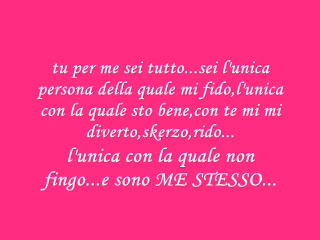 tu per me sei tutto...sei l'unica
persona della quale mi fido,l'unica
con la quale sto bene,con te mi mi
diverto,skerzo,rido...
l'unica con la quale non
fingo...e sono ME STESSO...